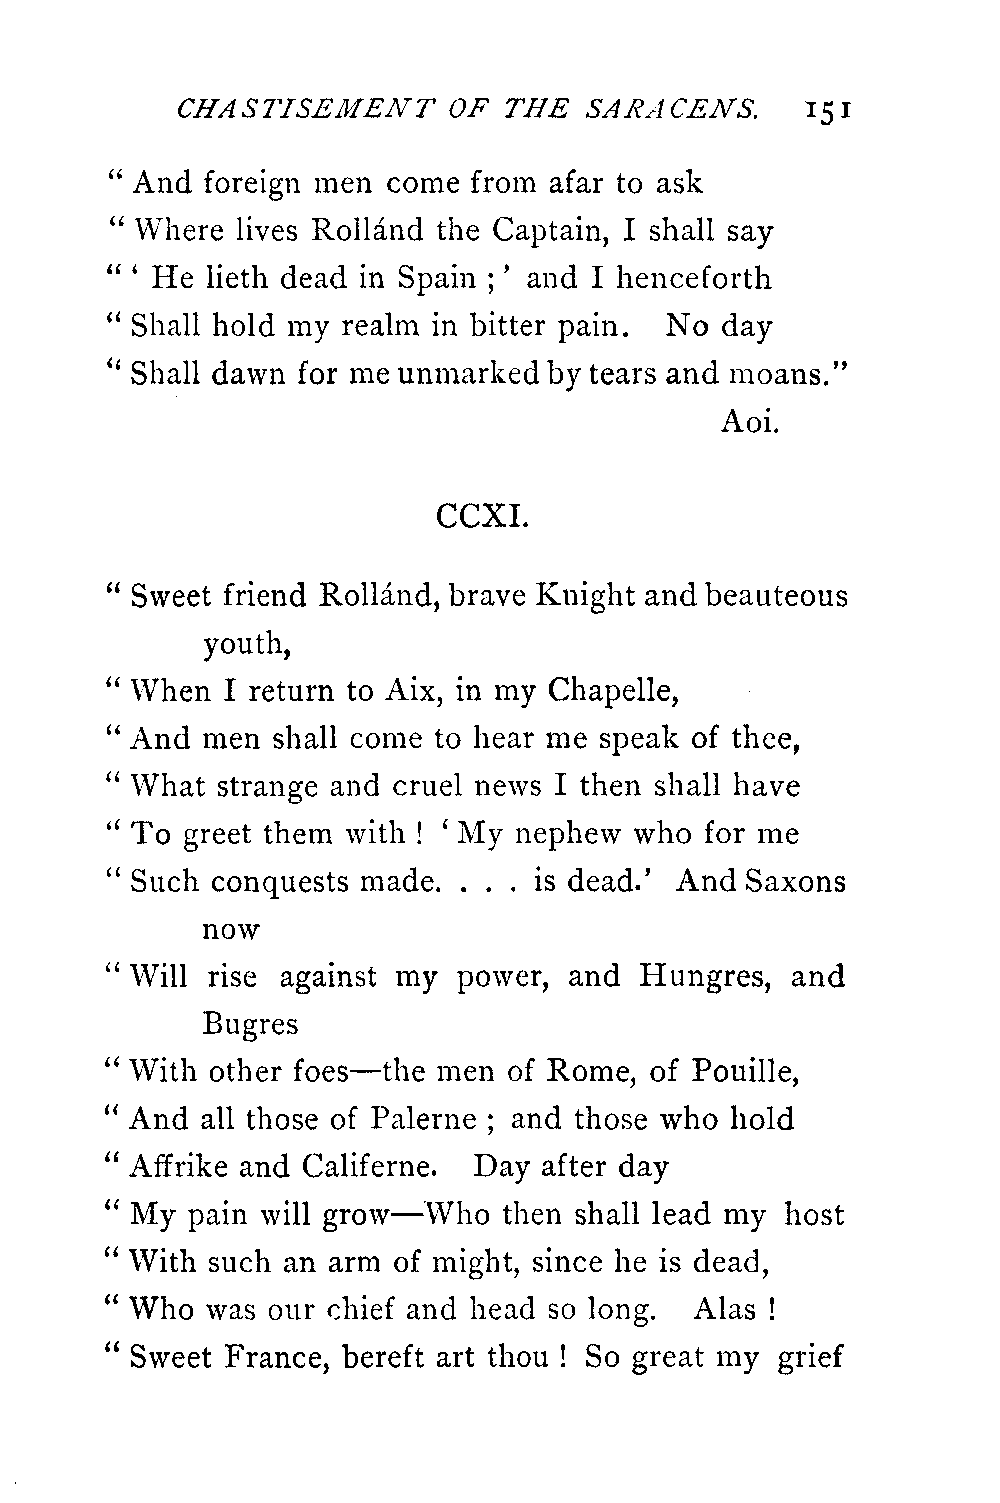 CHASTISEMENT OF THE SARACENS. 151
“ And foreign men come from afar to ask
“ Where lives Rollánd the Captain, I shall say
“ ‘ He lieth dead in Spain ; ’ and I henceforth
“ Shall hold my realm in bitter pain. No day
“ Shall dawn for me unmarked by tears and moans.”
Aoi.
CCXI.
“ Sweet friend Rollánd, brave Knight and beauteous
youth,
“ When I return to Aix, in my Chapelle,
“ And men shall come to hear me speak of thee,
“ What strange and cruel news I then shall have
“ To greet them with ! ‘ My nephew who for me
“ Such conquests made. . . . is dead.’ And Saxons
now
“ Will rise against my power, and Hungres, and
Bugres
“ With other foes—the men of Rome, of Pouille,
“ And all those of Palerne ; and those who hold
“ Affrike and Califerne. Day after day
“ My pain will grow—Who then shall lead my host
“ With such an arm of might, since he is dead,
“ Who was our chief and head so long. Alas !
“ Sweet France, bereft art thou ! So great my grief